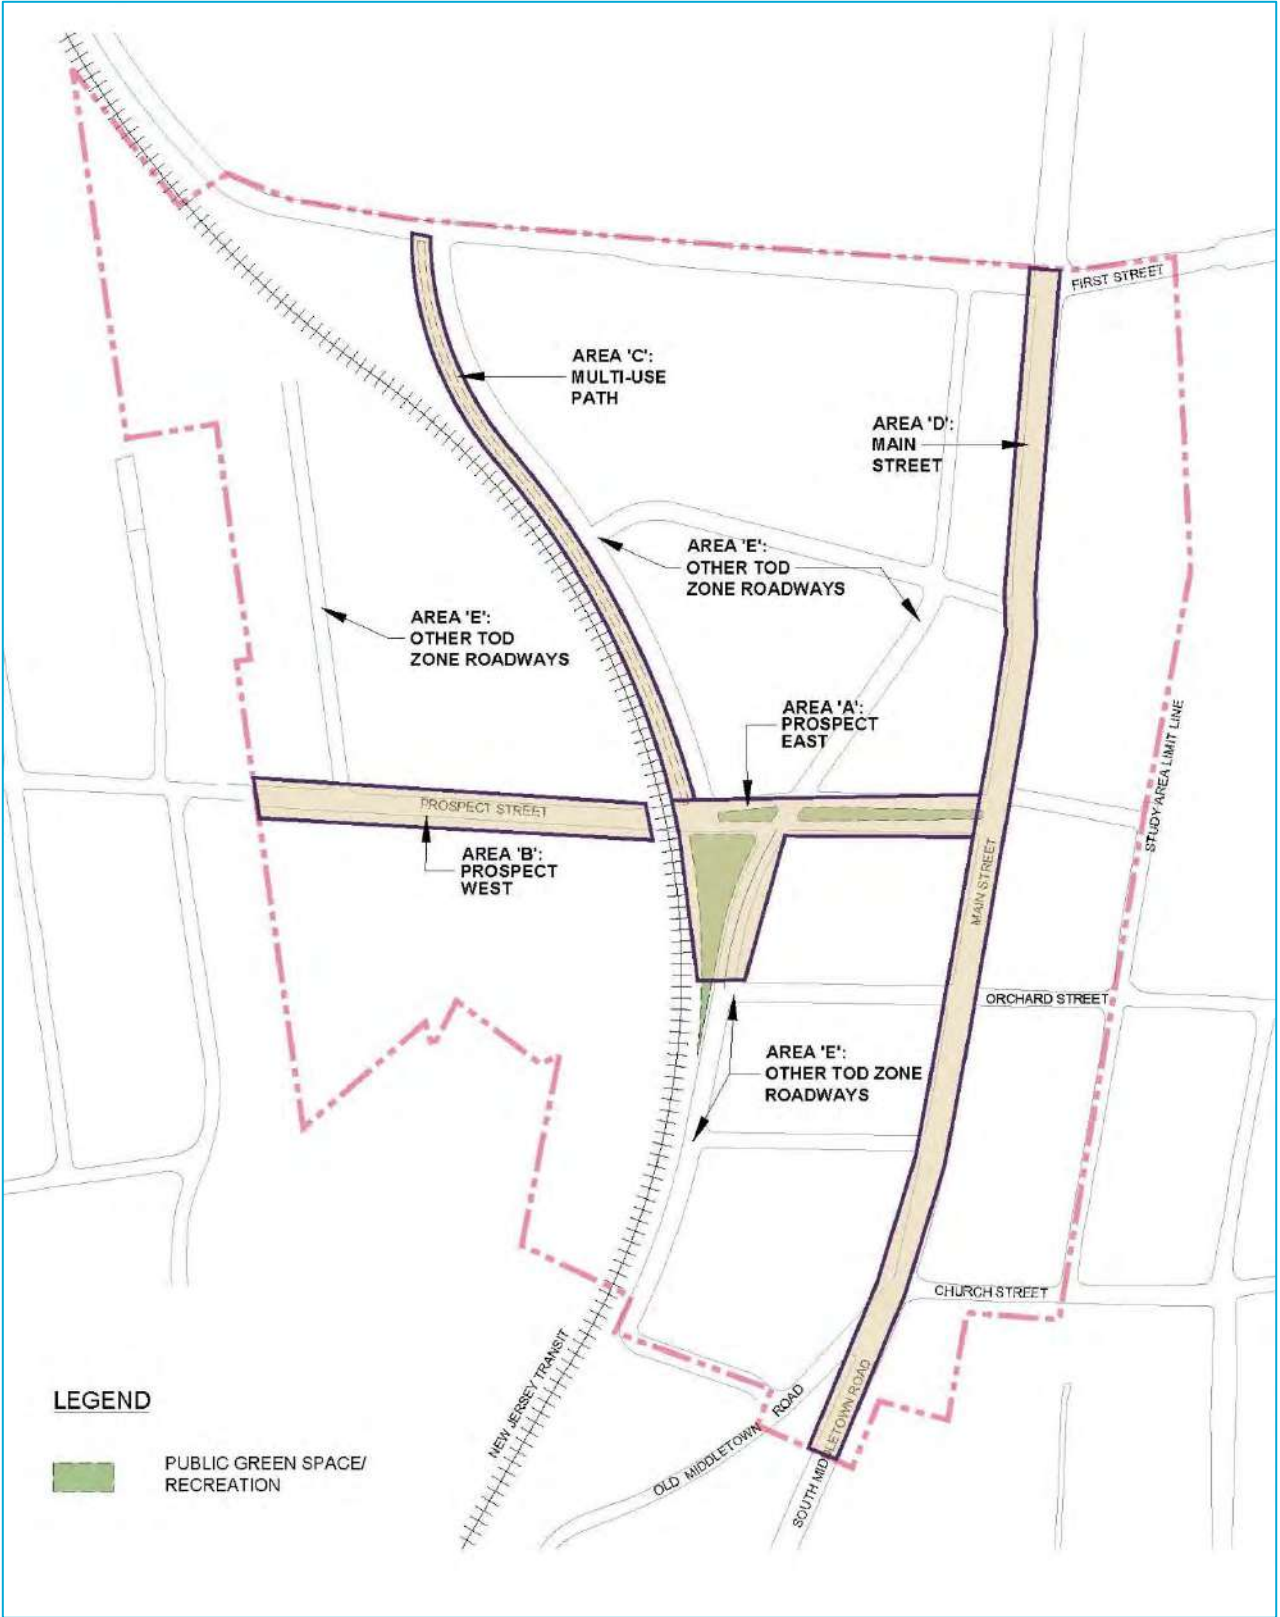 FIRST STREET
AREA 'C':
MULTI-USE
PATH
AREA 'D':
MAIN
STREET
AREA 'E':
OTHER TOD
ZONE ROADWAYS
AREA 'E':
OTHER TOD
ZONE ROADWAYS
AREA 'A':
PROSPECT
EAST
STUDY AREA LIMIT LINE
PROSPECT STREET
AREA 'B':
PROSPECT
WEST
MAIN STREET
ORCHARD STREET
AREA 'E':
OTHER TOD ZONE
ROADWAYS
CHURCH STREET
NEW JERSEY TRANSIT
OLD MIDDLETOWN ROAD
SOUTH MIDDLETOWN ROAD
LEGEND
PUBLIC GREEN SPACE/
RECREATION